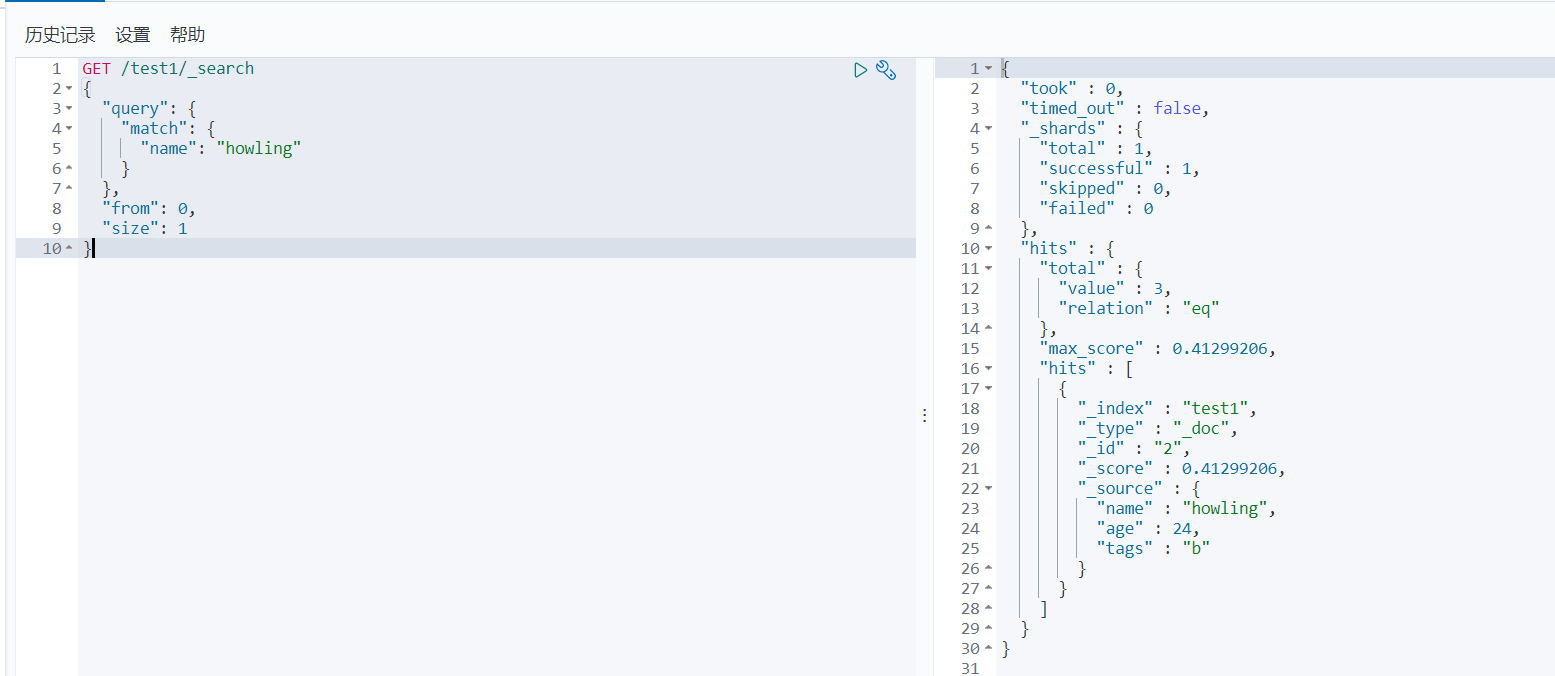 历史记录 设置 帮助
1 GET /test1/_search
2 {
3 "query": {
4 "match": {
5 "name": "howling"
6 }
7 },
8 "from": 0,
9 "size": 1
10 }
1 {
2 "took" : 0,
3 "timed_out" : false,
4 "_shards" : {
5 "total" : 1,
6 "successful" : 1,
7 "skipped" : 0,
8 "failed" : 0
9 },
10 "hits" : {
11 "total" : {
12 "value" : 3,
13 "relation" : "eq"
14 },
15 "max_score" : 0.41299206,
16 "hits" : [
17 {
18 "_index" : "test1",
19 "_type" : "_doc",
20 "_id" : "2",
21 "_score" : 0.41299206,
22 "_source" : {
23 "name" : "howling",
24 "age" : 24,
25 "tags" : "b"
26 }
27 }
28 ]
29 }
30 }
31